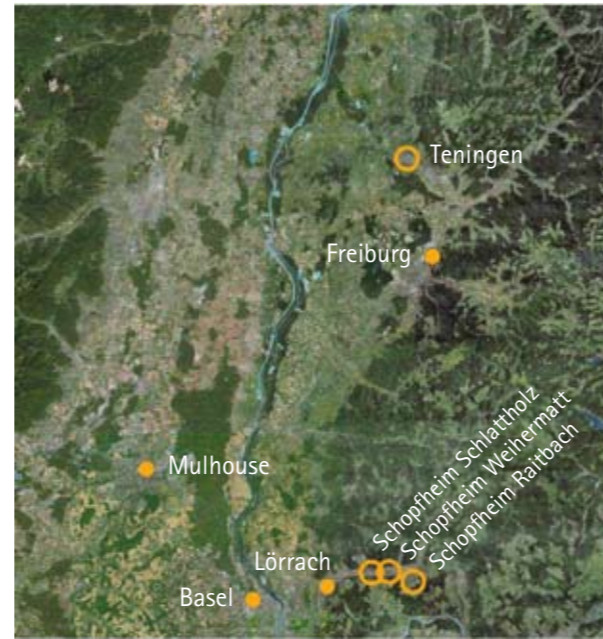 Teningen
Freiburg
Schopfheim Schlattholz
Schopfheim Weihermatt
Schopfheim Raitbach
Mulhouse
Lörrach
Basel